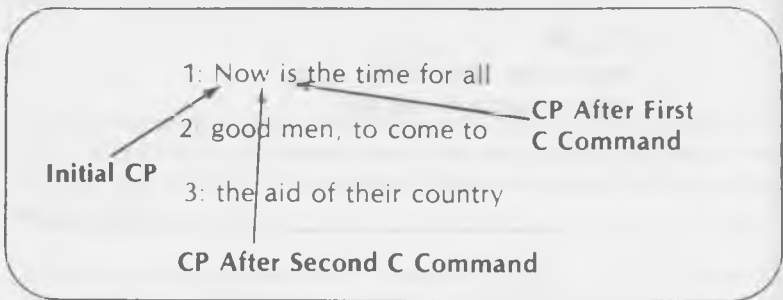 1: Now is the time for all
CP After First
2: good men, to come to
C Command
Initial CP
3: the aid of their country
CP After Second C Command